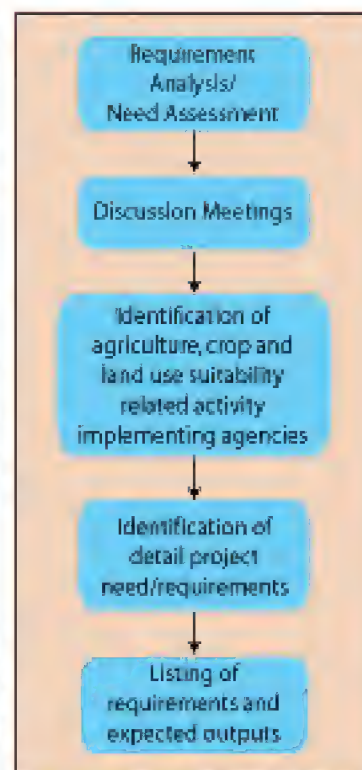 Requirement
Analysis/
Need Assessment
Discussion Meetings
Identification of
agriculture, crop and
land use suitability
related activity
implementing agencies
Identification of
detail project
need/requirements
Listing of
requirements and
expected outputs